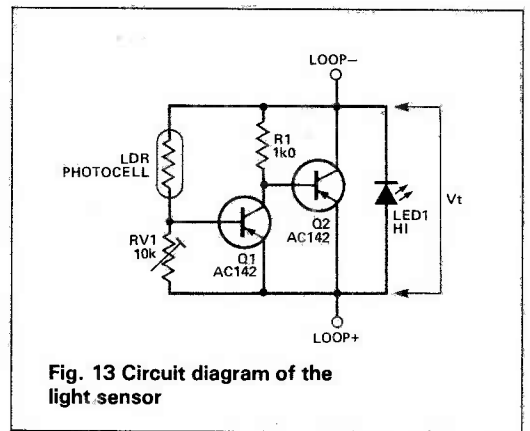 LOOP−
LDR
PHOTOCELL
R1
1k0
Q2
AC142
LED1
HI
Vt
RV1
10k
Q1
AC142
LOOP+
Fig. 13 Circuit diagram of the
light sensor